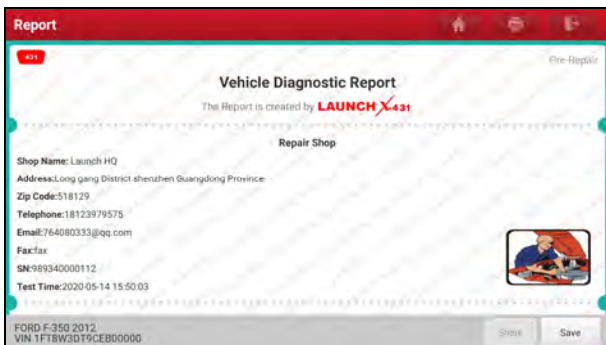 Report
431
Pre-Repair
Vehicle Diagnostic Report
The Report is created by LAUNCH X-431
Repair Shop
Shop Name: Launch HQ
Address:Long gang District shenzhen Guangdong Province
Zip Code:518129
Telephone:18123979575
Email:764080333@qq.com
Fax:fax
SN:989340000112
Test Time:2020-05-14 15:50:03
FORD F-350 2012
VIN 1FT8W3DT9CEB00000
Share
Save